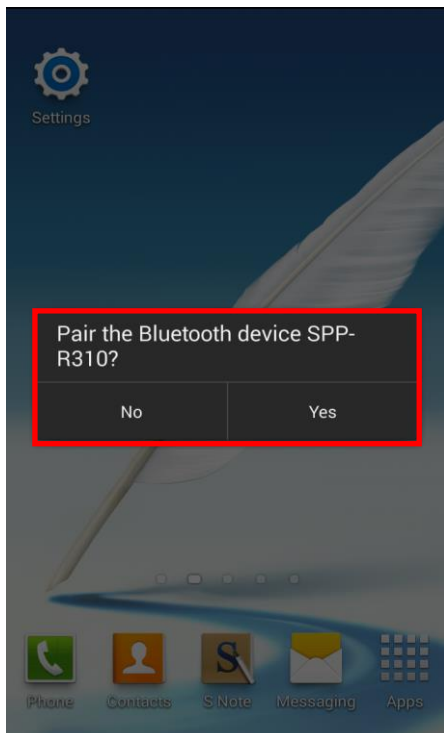 Settings
Pair the Bluetooth device SPP-
R310?
No Yes
Phone Contacts S Note Messaging Apps